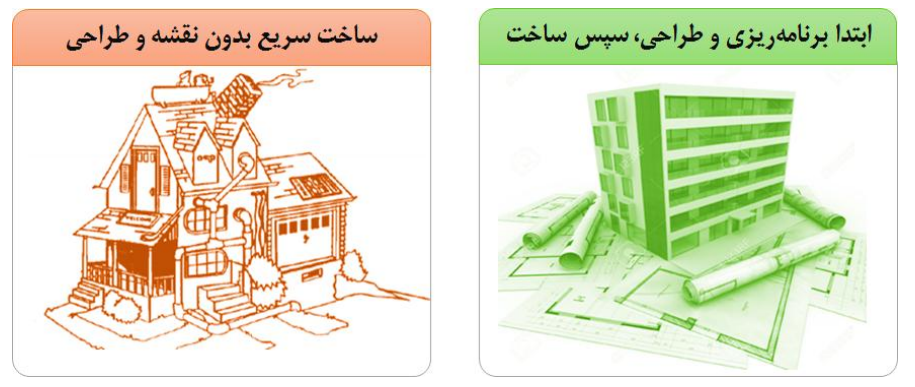 ابتدا برنامه‌ریزی و طراحی، سپس ساخت
ساخت سریع بدون نقشه و طراحی